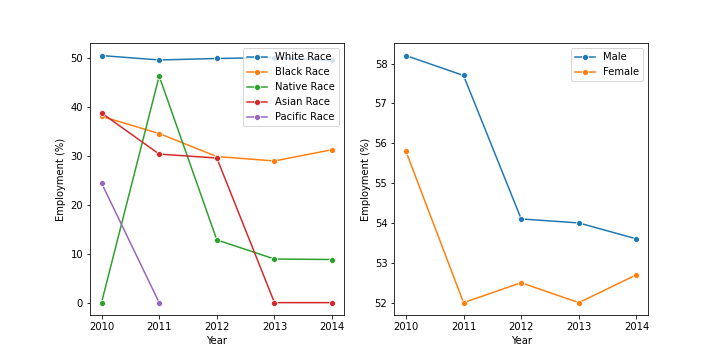 50
40
30
20
10
0
Employment (%)
2010 2011 2012 2013 2014
Year
White Race
Black Race
Native Race
Asian Race
Pacific Race
58
57
56
55
54
53
52
Employment (%)
2010 2011 2012 2013 2014
Year
Male
Female